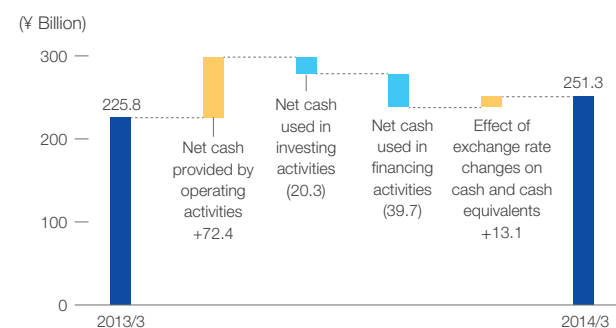 (¥ Billion)
300
200
100
0
225.8
Net cash
provided by
operating
activities
+72.4
Net cash
used in
investing
activities
(20.3)
Net cash
used in
financing
activities
(39.7)
Effect of
exchange rate
changes on
cash and cash
equivalents
+13.1
251.3
2013/3
2014/3